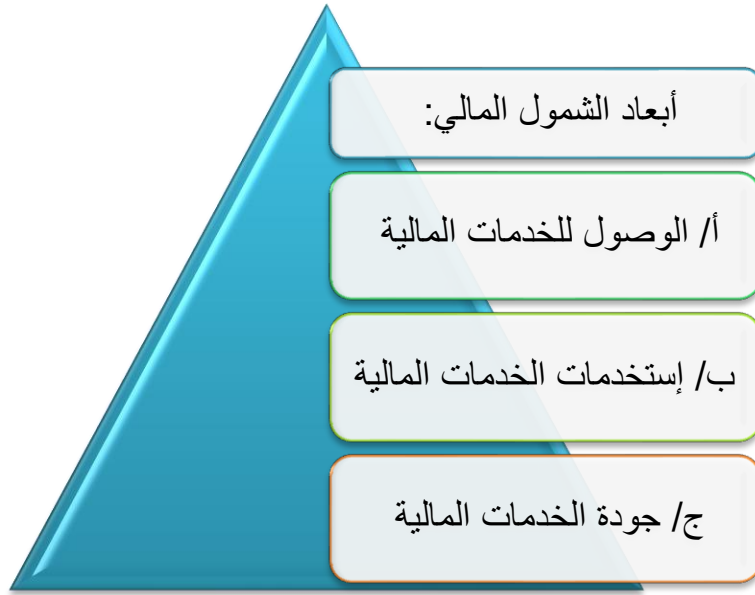 أبعاد الشمول المالي:
أ/ الوصول للخدمات المالية
ب/ إستخدمات الخدمات المالية
ج/ جودة الخدمات المالية